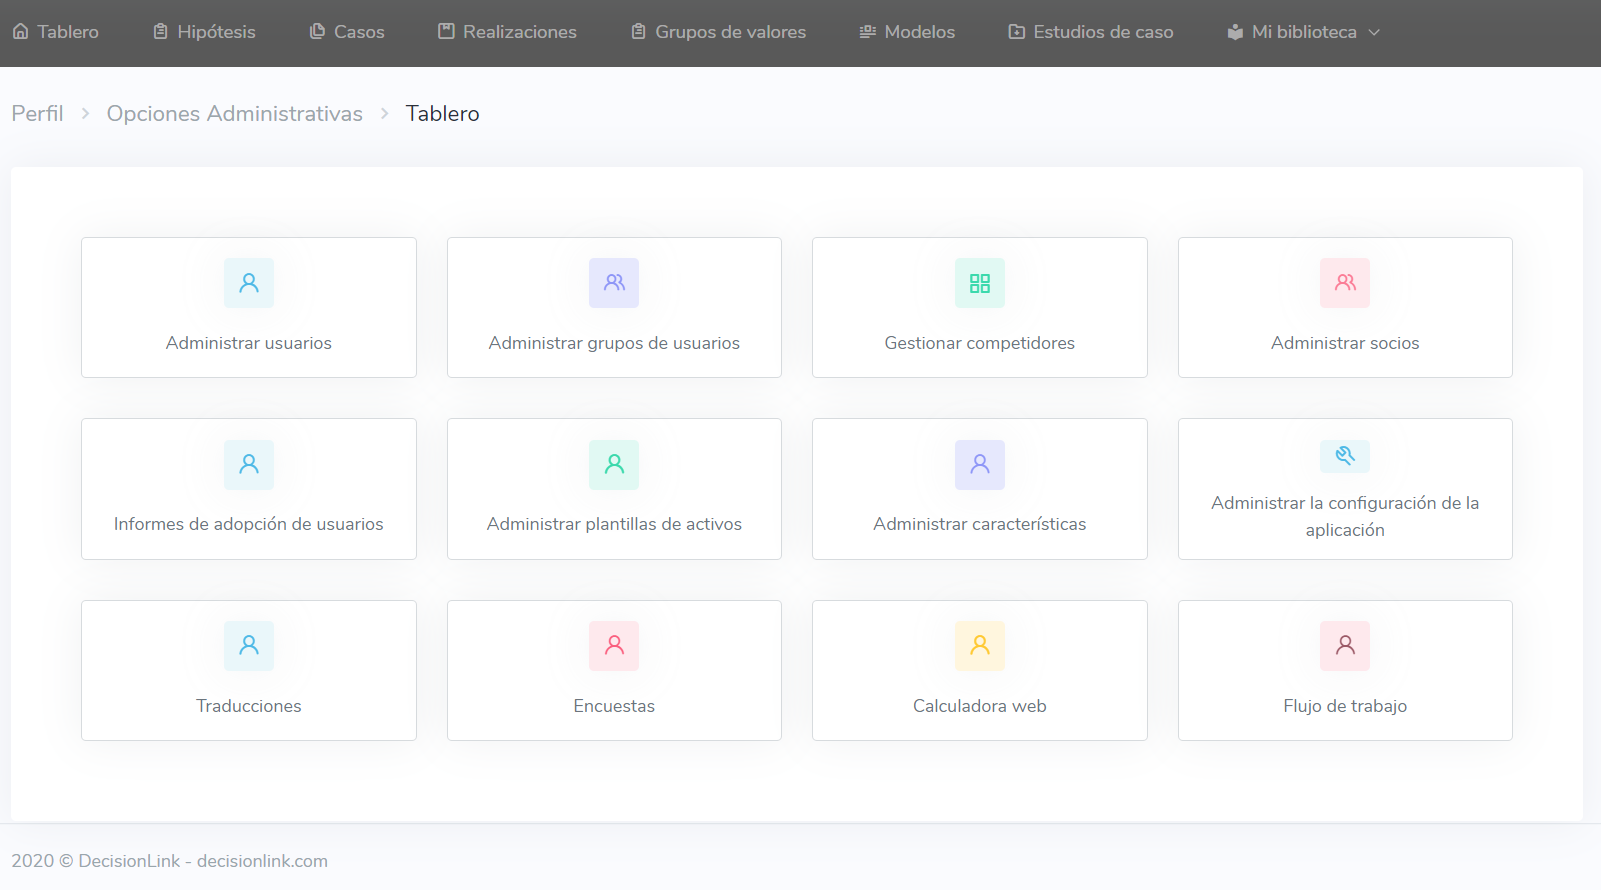 Tablero
Hipótesis
Casos
Realizaciones
Grupos de valores
Modelos
Estudios de caso
Mi biblioteca
Perfil
Opciones Administrativas
Tablero
Administrar usuarios
Administrar grupos de usuarios
Gestionar competidores
Administrar socios
Informes de adopción de usuarios
Administrar plantillas de activos
Administrar características
Administrar la configuración de la
aplicación
Traducciones
Encuestas
Calculadora web
Flujo de trabajo
2020 © DecisionLink - decisionlink.com